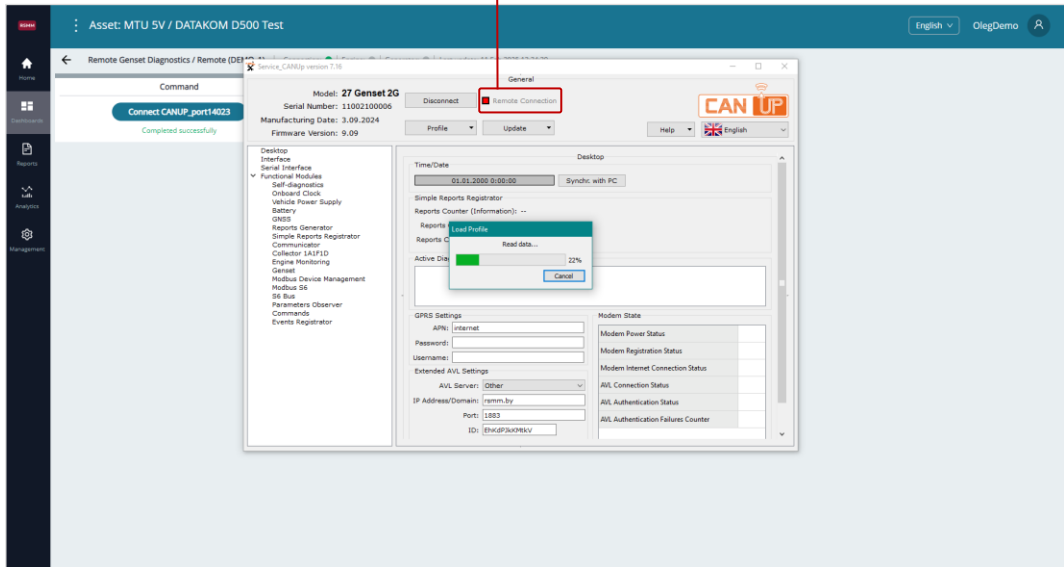 RSMM
Asset: MTU 5V / DATAKOM D500 Test
English
OlegDemo
Home
Dashboards
Reports
Analytics
Management
Remote Genset Diagnostics / Remote
Command
Connect CANUP_port14023
Completed successfully
Service_CANUp version 7.16
General
Model: 27 Genset 2G
Serial Number: 11002100006
Manufacturing Date: 3.09.2024
Firmware Version: 9.09
Disconnect
Remote Connection
Profile
Update
Help
English
CAN UP
Desktop
Interface
Serial Interface
Functional Modules
Self-diagnostics
Onboard Clock
Vehicle Power Supply
Battery
GNSS
Reports Generator
Simple Reports Registrator
Communicator
Collector 1A1F1D
Engine Monitoring
Genset
Modbus Device Management
Modbus S6
S6 Bus
Parameters Observer
Commands
Events Registrator
Desktop
Time/Date
01.01.2000 0:00:00
Synchr. with PC
Simple Reports Registrator
Reports Counter (Information): --
Reports
Reports
Load Profile
Read data...
22%
Cancel
Active
GPRS Settings
APN: internet
Password:
Username:
Extended AVL Settings
AVL Server: Other
IP Address/Domain: rsmm.by
Port: 1883
ID:
Modem State
Modem Power Status
Modem Registration Status
Modem Internet Connection Status
AVL Connection Status
AVL Authentication Status
AVL Authentication Failures Counter